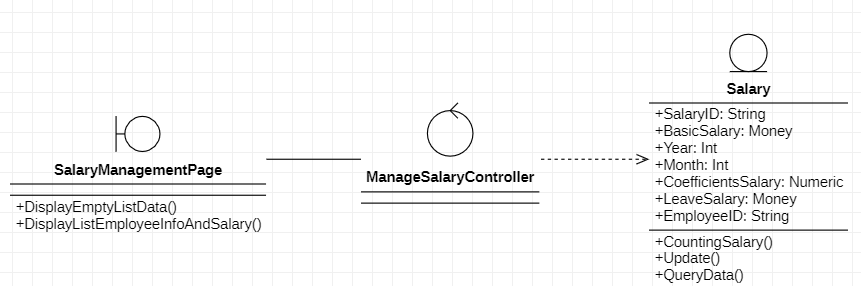 SalaryManagementPage
+DisplayEmptyListData()
+DisplayListEmployeeInfoAndSalary()
ManageSalaryController
Salary
+SalaryID: String
+BasicSalary: Money
+Year: Int
+Month: Int
+CoefficientsSalary: Numeric
+LeaveSalary: Money
+EmployeeID: String
+CountingSalary()
+Update()
+QueryData()